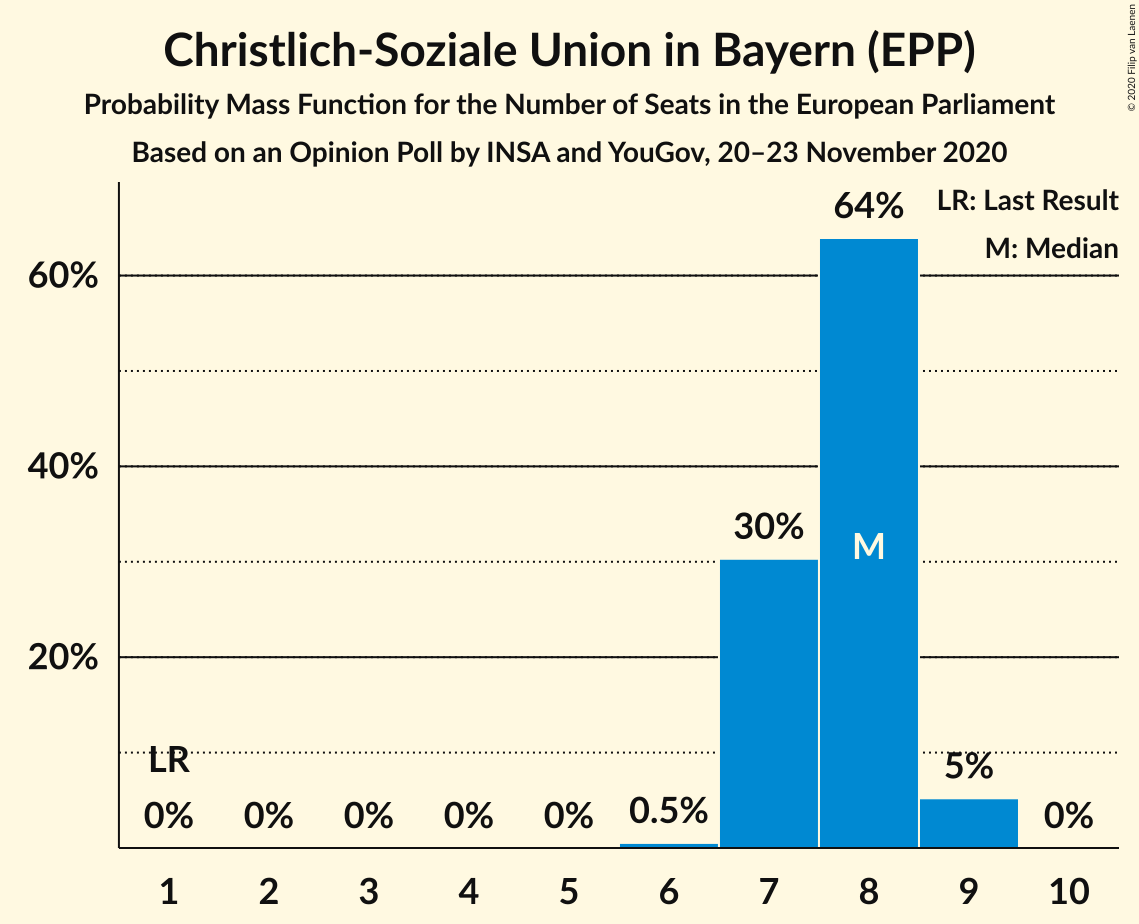 Christlich-Soziale Union in Bayern (EPP)
Probability Mass Function for the Number of Seats in the European Parliament
Based on an Opinion Poll by INSA and YouGov, 20–23 November 2020
© 2020 Filip van Laenen
LR: Last Result
M: Median
64%
60%
40%
30%
M
20%
LR
5%
0%
0%
0%
0%
0%
0.5%
0%
1 2 3 4 5 6 7 8 9 10